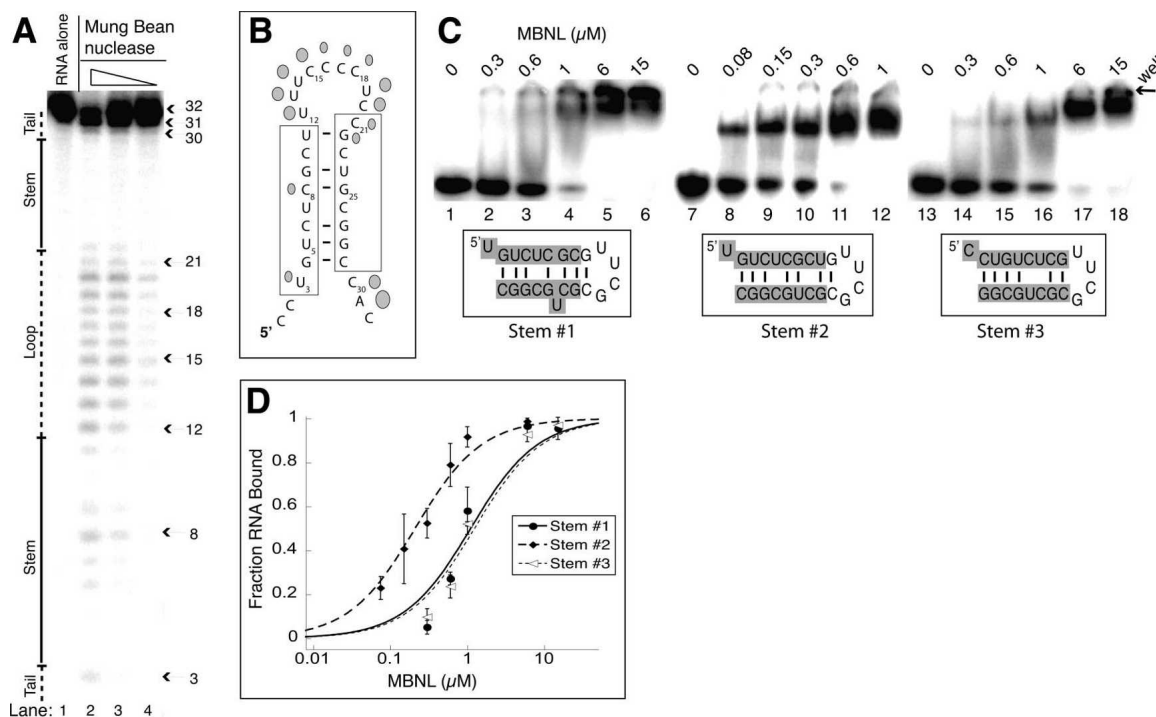 A
RNA alone
Mung Bean
nuclease
Tail
Stem
Loop
Stem
Tail
32
31
30
21
18
15
12
8
3
Lane: 1 2 3 4
B
U U U C15 C C C18 U C C21
U12 G
C C
G U
C8 G25
U C
C G
U5 G
G C
U3 C30
C A
5' C C
C
MBNL (µM)
0 0.3 0.6 1 6 15
0 0.08 0.15 0.3 0.6 1
0 0.3 0.6 1 6 15
well
1 2 3 4 5 6
7 8 9 10 11 12
13 14 15 16 17 18
5' U GUCUC GCG U U C G C
CGGCG CG
U
Stem #1
5' U GUCUCGCUG U U C G C
CGGCGUCG
Stem #2
5' C CUGUCUCG U U C G
GGCGUCGC
Stem #3
D
Fraction RNA Bound
1
0.8
0.6
0.4
0.2
0
0.01 0.1 1 10
MBNL (µM)
Stem #1
Stem #2
Stem #3